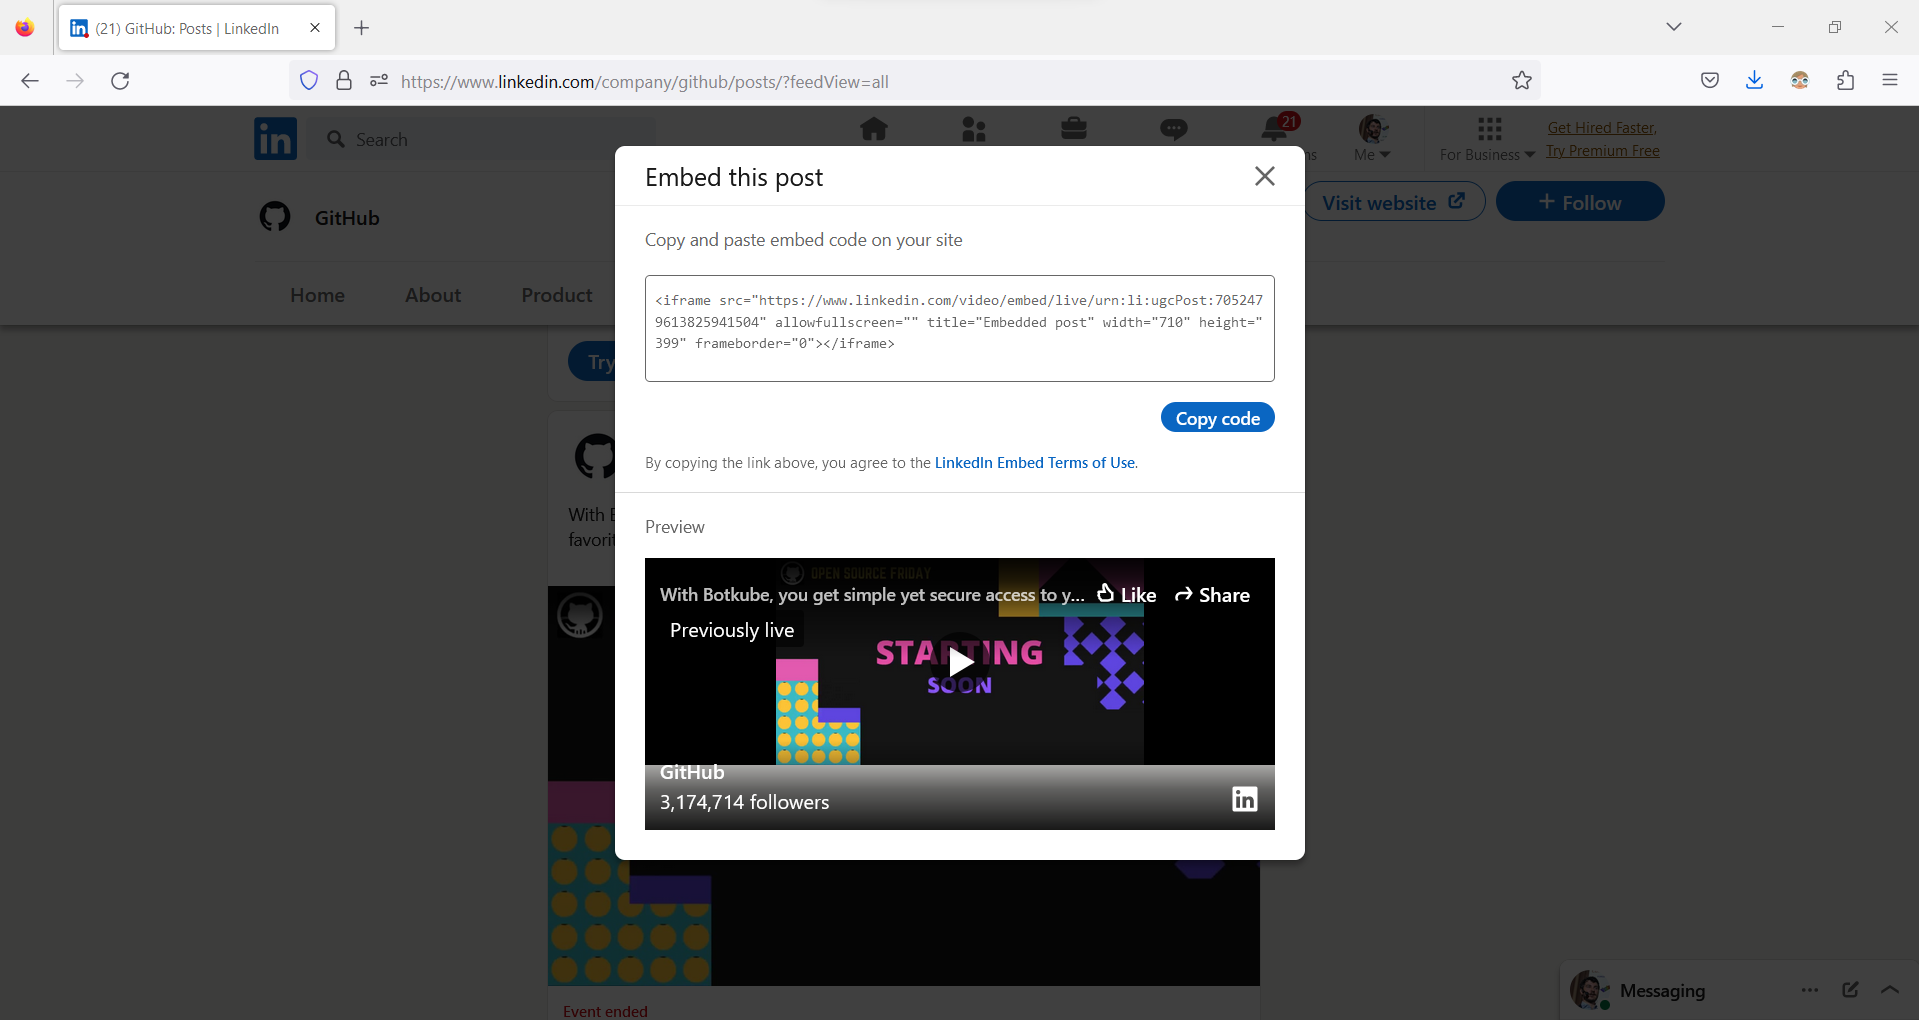 (21) GitHub: Posts | LinkedIn
https://www.linkedin.com/company/github/posts/?feedView=all
in
Search
21
Me
For Business
Get Hired Faster,
Try Premium Free
GitHub
Visit website
+ Follow
Home
About
Product
Embed this post
Copy and paste embed code on your site
<iframe src="https://www.linkedin.com/video/embed/live/urn:li:ugcPost:705247
9613825941504" allowfullscreen="" title="Embedded post" width="710" height="
399" frameborder="0"></iframe>
Copy code
By copying the link above, you agree to the LinkedIn Embed Terms of Use.
Try
With
Preview
OPEN SOURCE FRIDAY
With Botkube, you get simple yet secure access to y...
Like
Share
Previously live
STARTING
SOON
GitHub
3,174,714 followers
in
Event ended
Messaging